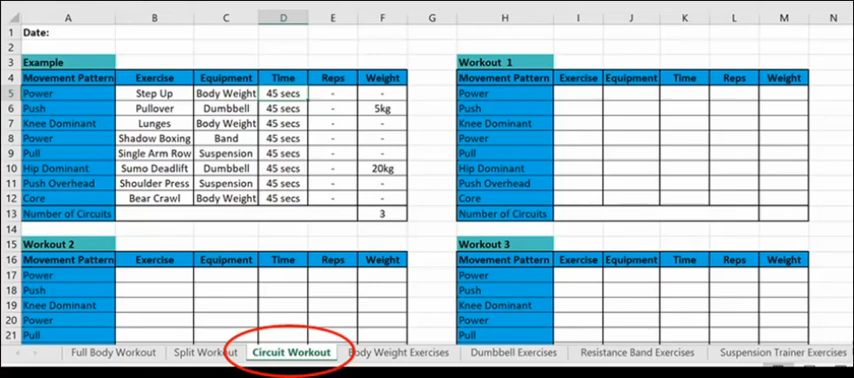 A B C D E F G H I J K L M N
1 Date:
2
3 Example Workout 1
4 Movement Pattern Exercise Equipment Time Reps Weight Movement Pattern Exercise Equipment Time Reps Weight
5 Power Step Up Body Weight 45 secs - - Power
6 Push Pullover Dumbbell 45 secs - 5kg Push
7 Knee Dominant Lunges Body Weight 45 secs - - Knee Dominant
8 Power Shadow Boxing Band 45 secs - - Power
9 Pull Single Arm Row Suspension 45 secs - - Pull
10 Hip Dominant Sumo Deadlift Dumbbell 45 secs - 20kg Hip Dominant
11 Push Overhead Shoulder Press Suspension 45 secs - - Push Overhead
12 Core Bear Crawl Body Weight 45 secs - - Core
13 Number of Circuits 3 Number of Circuits
14
15 Workout 2 Workout 3
16 Movement Pattern Exercise Equipment Time Reps Weight Movement Pattern Exercise Equipment Time Reps Weight
17 Power Power
18 Push Push
19 Knee Dominant Knee Dominant
20 Power Power
21 Pull Pull
Full Body Workout Split Workout Circuit Workout Body Weight Exercises Dumbbell Exercises Resistance Band Exercises Suspension Trainer Exercises